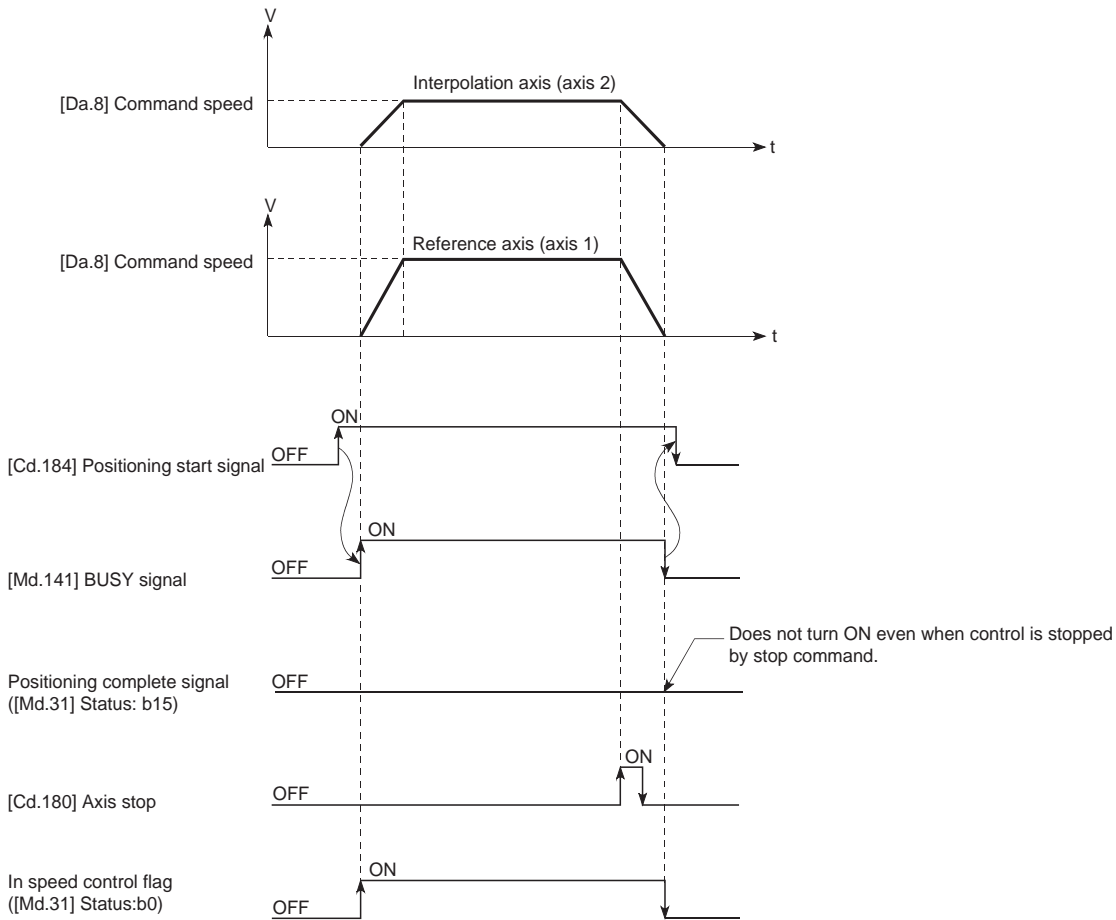 V
Interpolation axis (axis 2)
[Da.8] Command speed
t
V
Reference axis (axis 1)
[Da.8] Command speed
t
ON
OFF
[Cd.184] Positioning start signal
ON
OFF
[Md.141] BUSY signal
Does not turn ON even when control is stopped
by stop command.
Positioning complete signal
([Md.31] Status: b15)
OFF
ON
OFF
[Cd.180] Axis stop
ON
In speed control flag
([Md.31] Status:b0)
OFF